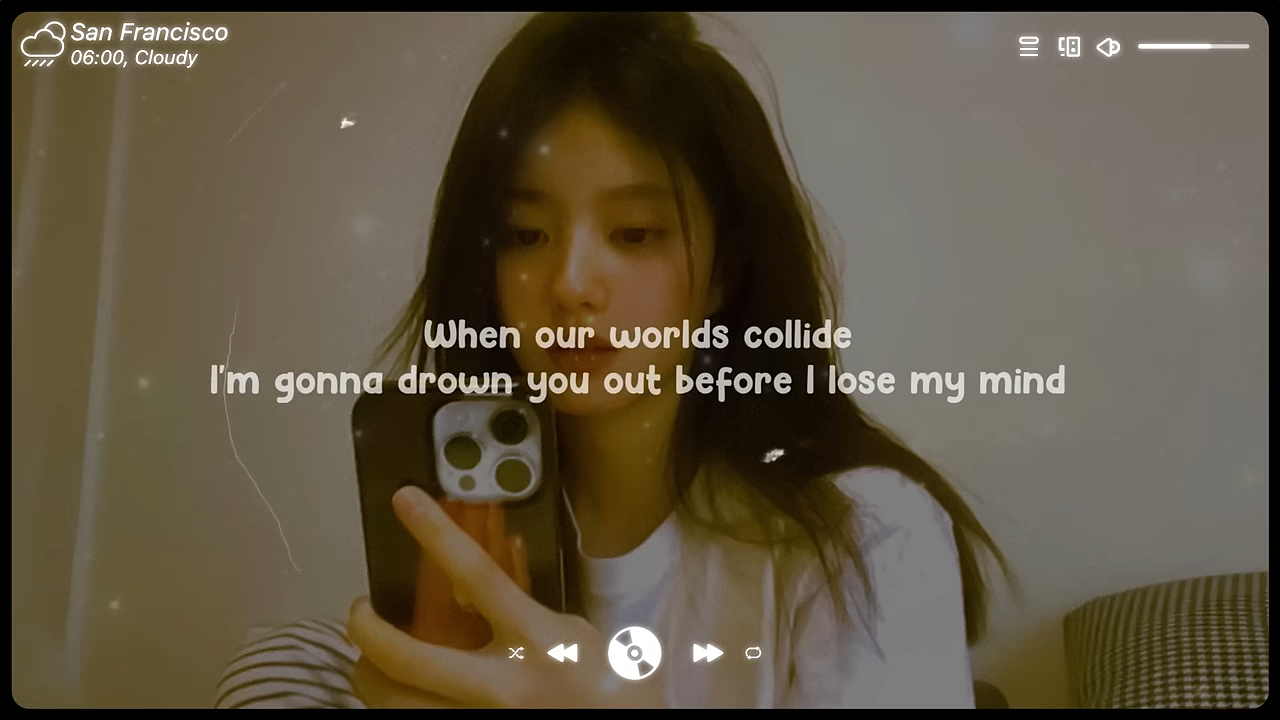 San Francisco
06:00, Cloudy
When our worlds collide
I'm gonna drown you out before I lose my mind